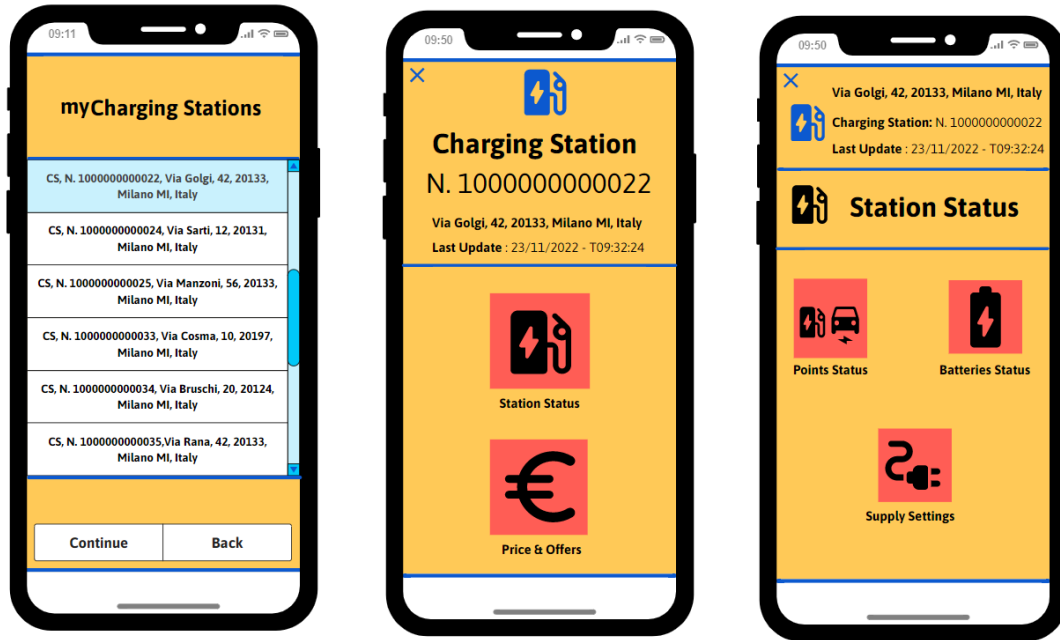 09:11
myCharging Stations
CS, N. 1000000000022, Via Golgi, 42, 20133,
Milano MI, Italy
CS, N. 1000000000024, Via Sarti, 12, 20131,
Milano MI, Italy
CS, N. 1000000000025, Via Manzoni, 56, 20133,
Milano MI, Italy
CS, N. 1000000000033, Via Cosma, 10, 20197,
Milano MI, Italy
CS, N. 1000000000034, Via Bruschi, 20, 20124,
Milano MI, Italy
CS, N. 1000000000035,Via Rana, 42, 20133,
Milano MI, Italy
Continue
Back
09:50
Charging Station
N. 1000000000022
Via Golgi, 42, 20133, Milano MI, Italy
Last Update : 23/11/2022 - T09:32:24
Station Status
€
Price & Offers
09:50
Via Golgi, 42, 20133, Milano MI, Italy
Charging Station: N. 1000000000022
Last Update : 23/11/2022 - T09:32:24
Station Status
Points Status
Batteries Status
Supply Settings